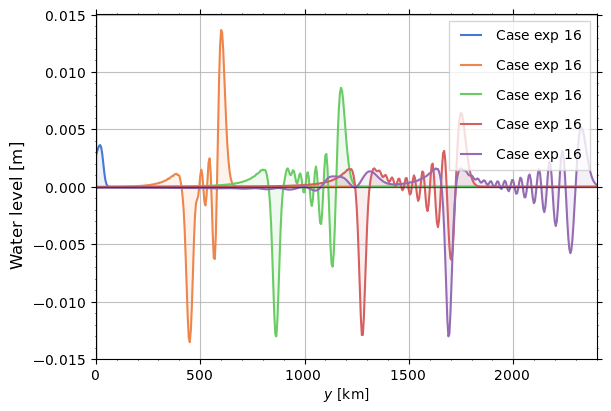 0.015
0.010
0.005
0.000
−0.005
−0.010
−0.015
Water level [m]
0
500
1000
1500
2000
y [km]
Case exp 16
Case exp 16
Case exp 16
Case exp 16
Case exp 16